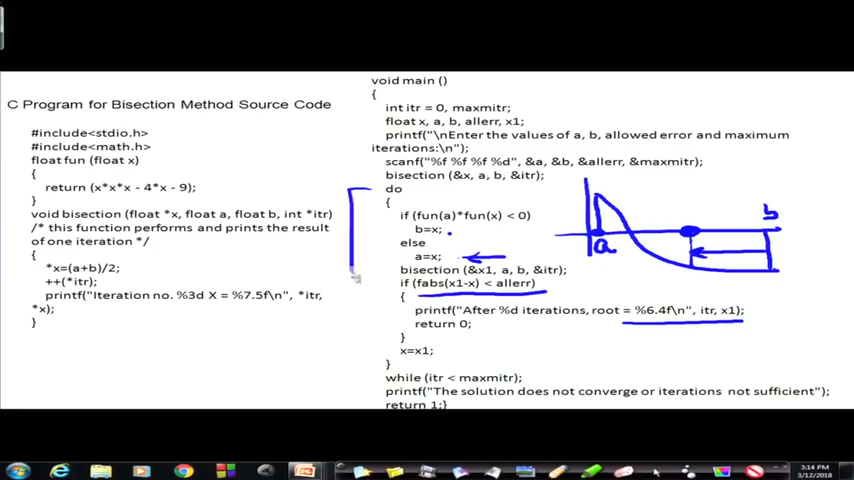 C Program for Bisection Method Source Code
#include<stdio.h>
#include<math.h>
float fun (float x)
{
return (x*x*x - 4*x - 9);
}
void bisection (float *x, float a, float b, int *itr)
/* this function performs and prints the result
of one iteration */
{
*x=(a+b)/2;
++(*itr);
printf("Iteration no. %3d X = %7.5f\n", *itr,
*x);
}
void main ()
{
int itr = 0, maxmitr;
float x, a, b, allerr, x1;
printf("\nEnter the values of a, b, allowed error and maximum
iterations:\n");
scanf("%f %f %f %d", &a, &b, &allerr, &maxmitr);
bisection (&x, a, b, &itr);
do
{
if (fun(a)*fun(x) < 0)
b=x;
else
a=x;
bisection (&x1, a, b, &itr);
if (fabs(x1-x) < allerr)
{
printf("After %d iterations, root = %6.4f\n", itr, x1);
return 0;
}
x=x1;
}
while (itr < maxmitr);
printf("The solution does not converge or iterations  not sufficient");
return 1;}
b
a
3:14 PM
3/12/2018